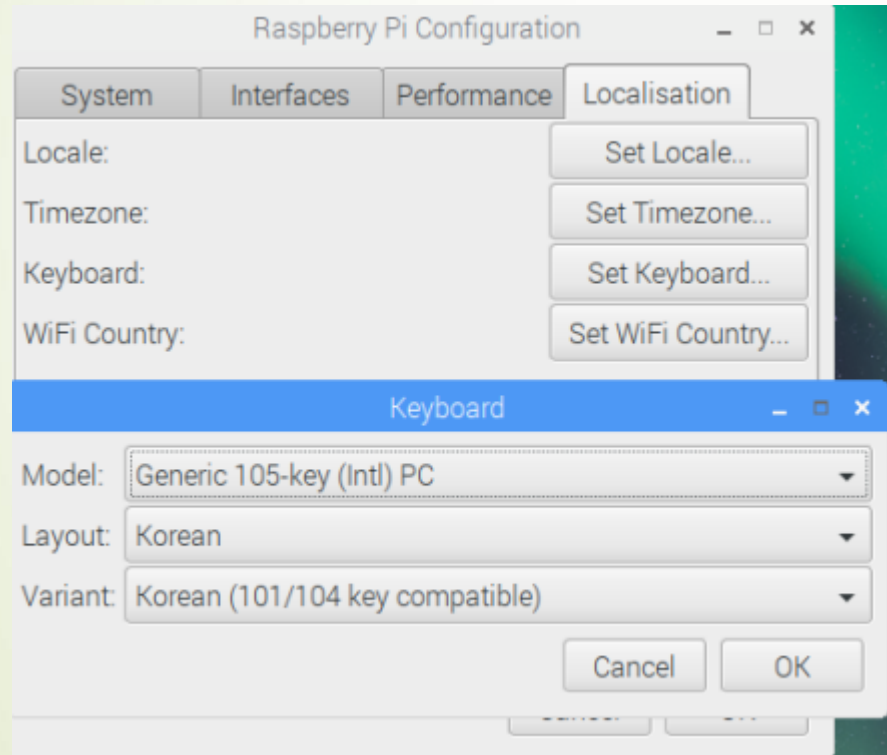 Raspberry Pi Configuration
System Interfaces Performance Localisation
Locale: Set Locale...
Timezone: Set Timezone...
Keyboard: Set Keyboard...
WiFi Country: Set WiFi Country...
Keyboard
Model: Generic 105-key (Intl) PC
Layout: Korean
Variant: Korean (101/104 key compatible)
Cancel OK